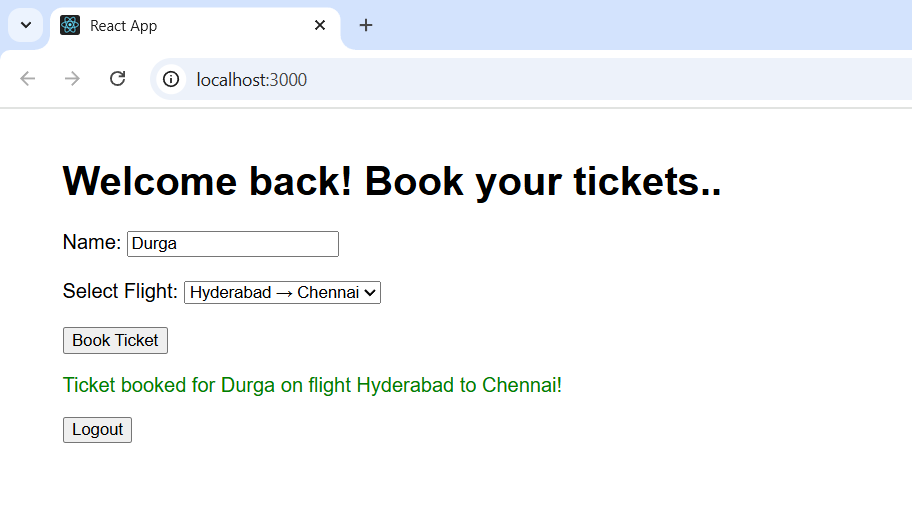 React App
localhost:3000
Welcome back! Book your tickets..
Name: Durga
Select Flight: Hyderabad → Chennai
Book Ticket
Ticket booked for Durga on flight Hyderabad to Chennai!
Logout